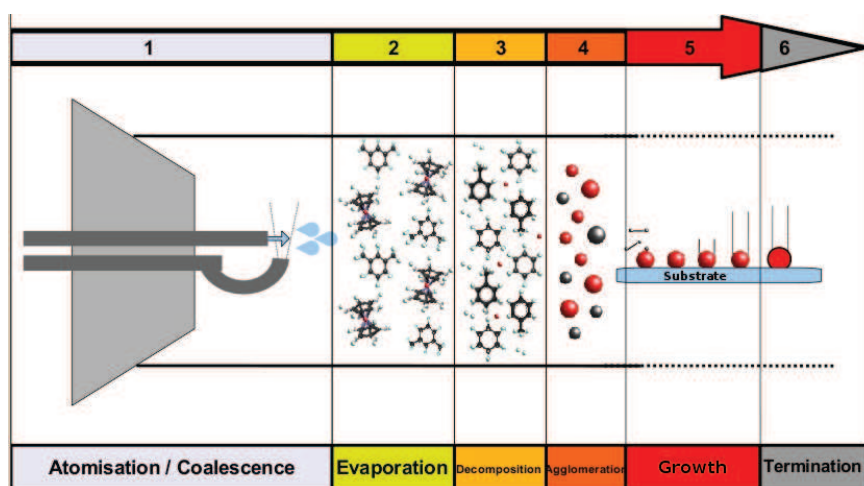 1 2 3 4 5 6
Substrate
Atomisation / Coalescence Evaporation Decomposition Agglomeration Growth Termination